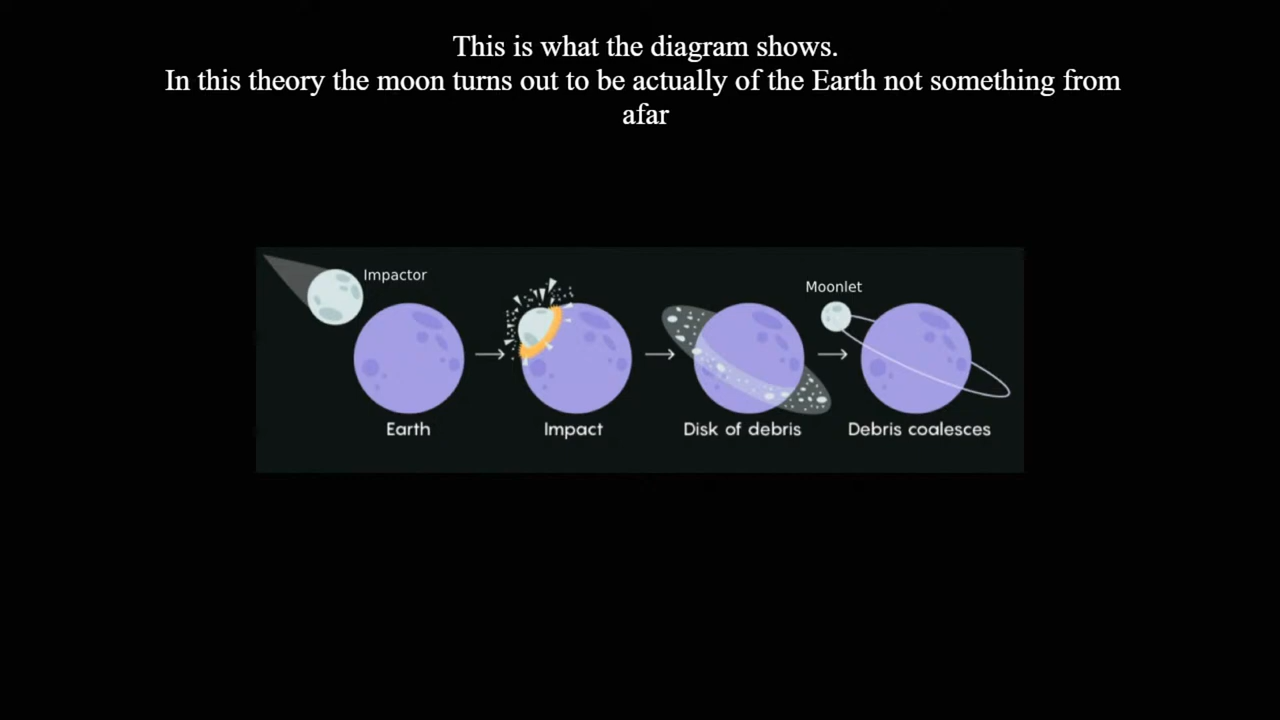 This is what the diagram shows.
In this theory the moon turns out to be actually of the Earth not something from
afar
Impactor
Moonlet
Earth
Impact
Disk of debris
Debris coalesces